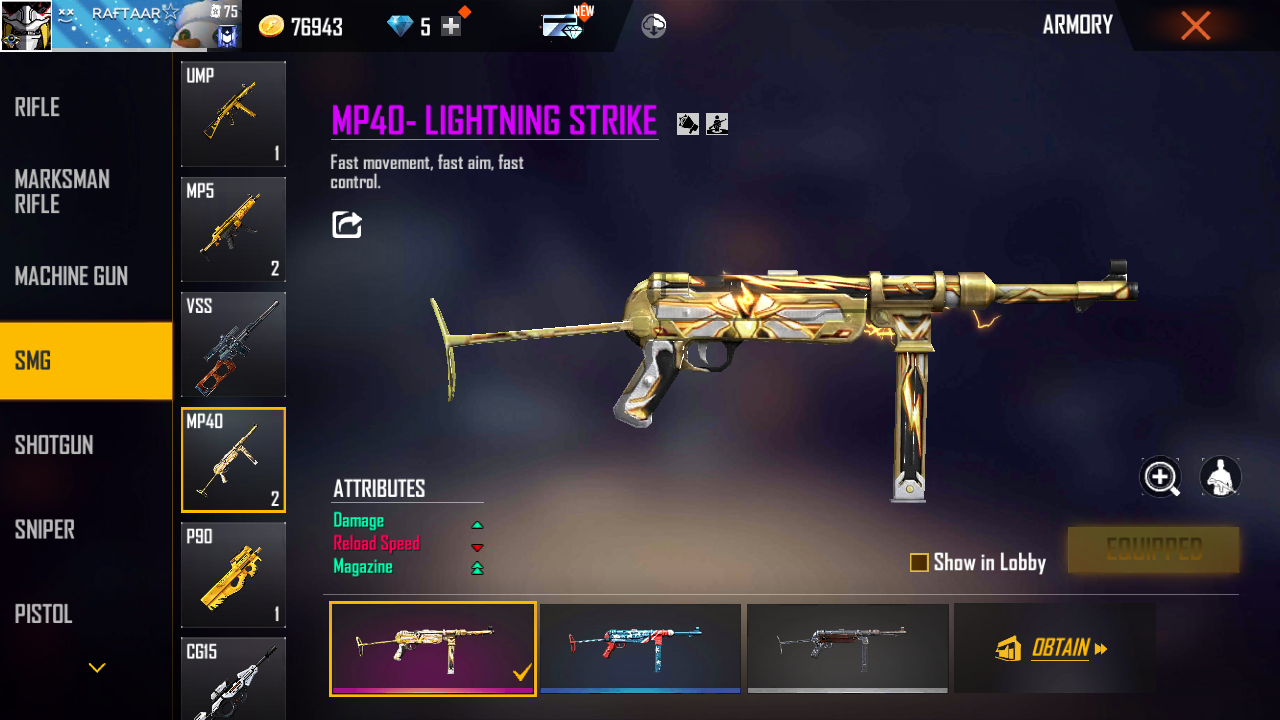 xx RAFTAAR☆
75
76943
5
NEW
ARMORY
RIFLE
MARKSMAN
RIFLE
MACHINE GUN
SMG
SHOTGUN
SNIPER
PISTOL
UMP
1
MP5
2
VSS
MP40
2
P90
1
CG15
MP40- LIGHTNING STRIKE
Fast movement, fast aim, fast
control.
ATTRIBUTES
Damage
Reload Speed
Magazine
Show in Lobby
EQUIPPED
OBTAIN